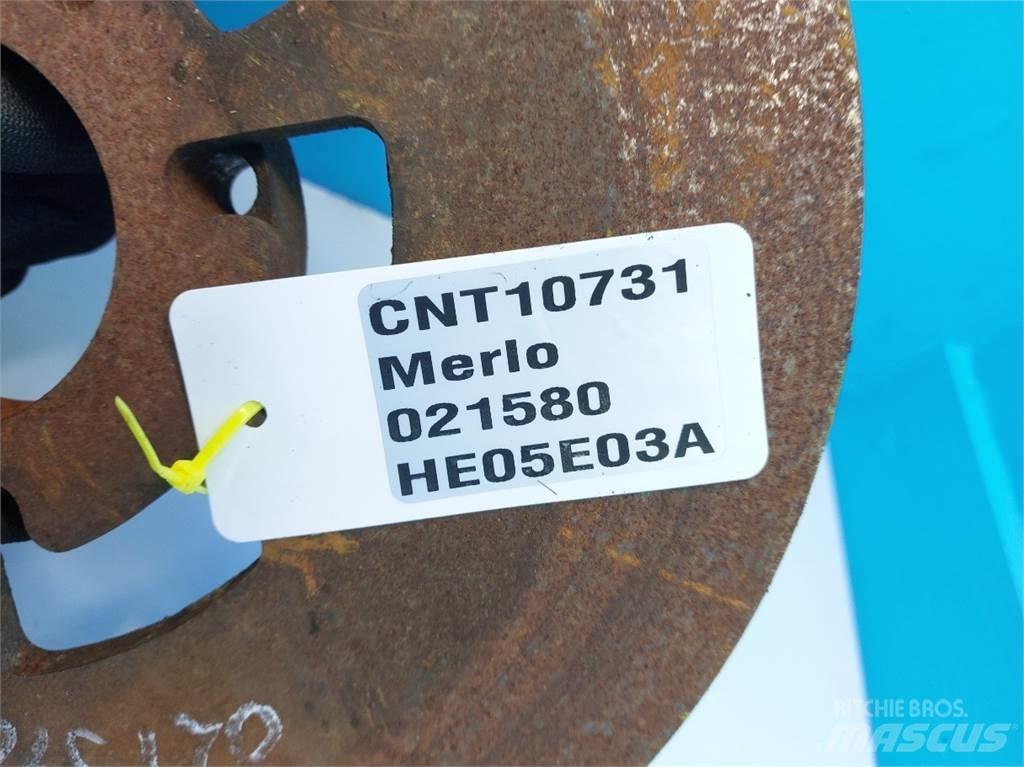 CNT10731
Merlo
021580
HE05E03A
RITCHIE BROS.
MASCUS